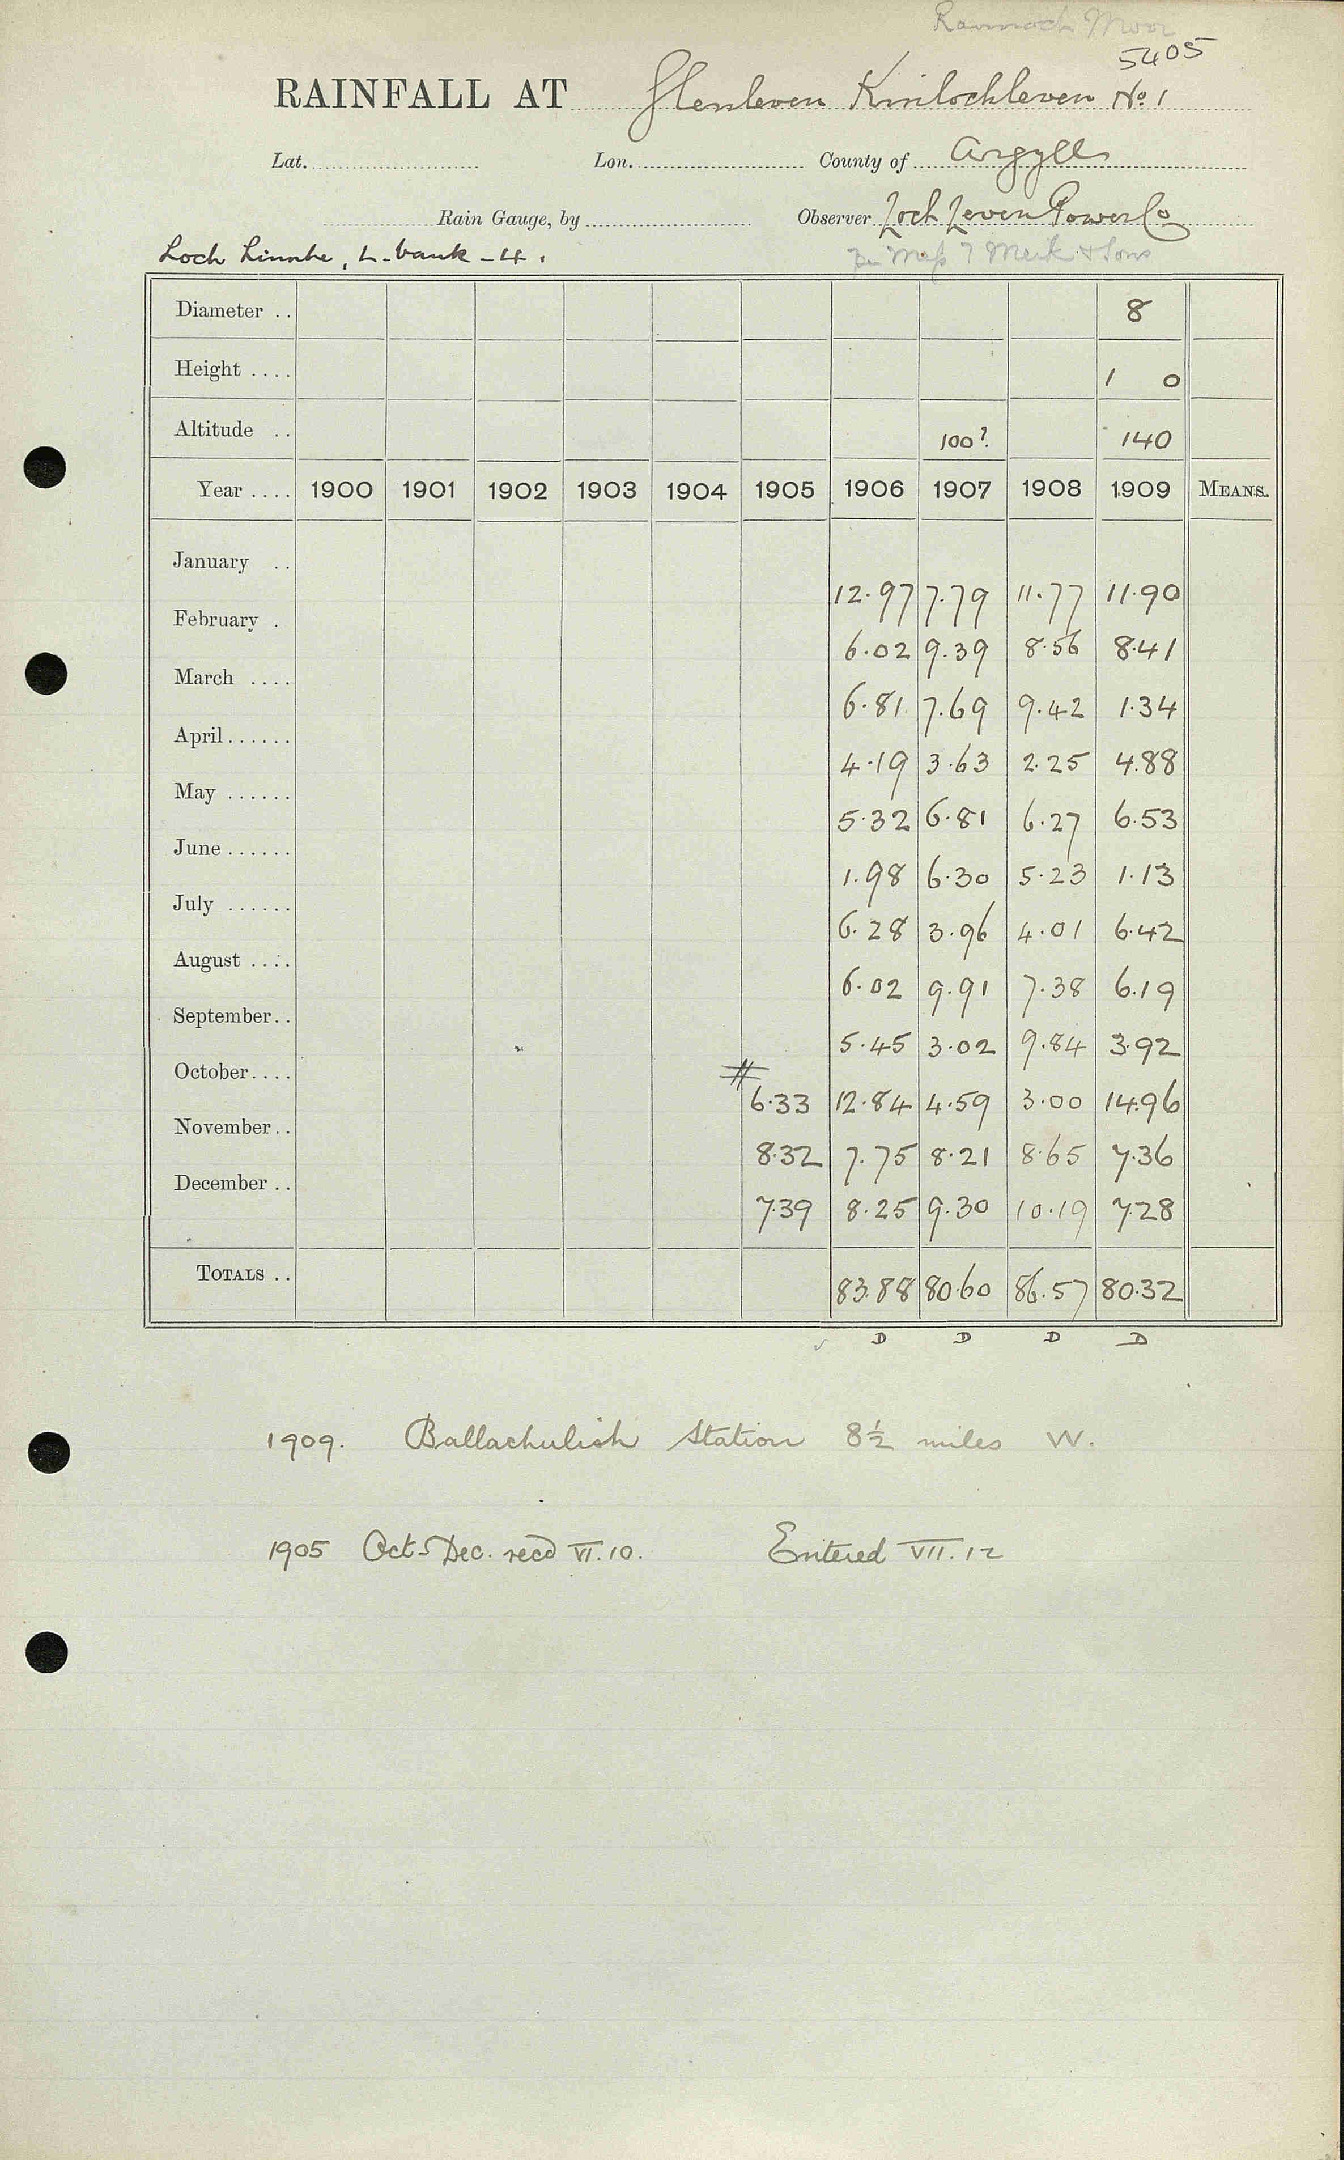 Rannoch Moor
5405
RAINFALL AT Glenleven Kinlochleven No. 1
Lat. Lon. County of Argyll
Rain Gauge, by Observer Loch Leven Power Co
Loch Linnhe, L. bank - 4.
Per Mess T Meik & Sons
Diameter .. 8
Height .... 1 0
Altitude .. 100? 140
Year .... 1900 1901 1902 1903 1904 1905 1906 1907 1908 1909 MEANS.
January ..
12.97 7.79 11.77 11.90
February .
6.02 9.39 8.56 8.41
March ....
6.81 7.69 9.42 1.34
April......
4.19 3.63 2.25 4.88
May ......
5.32 6.81 6.27 6.53
June ......
1.98 6.30 5.23 1.13
July ......
6.28 3.96 4.01 6.42
August ....
6.02 9.91 7.38 6.19
September..
5.45 3.02 9.84 3.92
October....
#
6.33 12.84 4.59 3.00 14.96
November..
8.32 7.75 8.21 8.65 7.36
December ..
7.39 8.25 9.30 10.19 7.28
TOTALS .. 83.88 80.60 86.57 80.32
D D D D
1909. Ballachulish Station 8½ miles W.
1905 Oct-Dec. recd VI.10. Entered VII.12